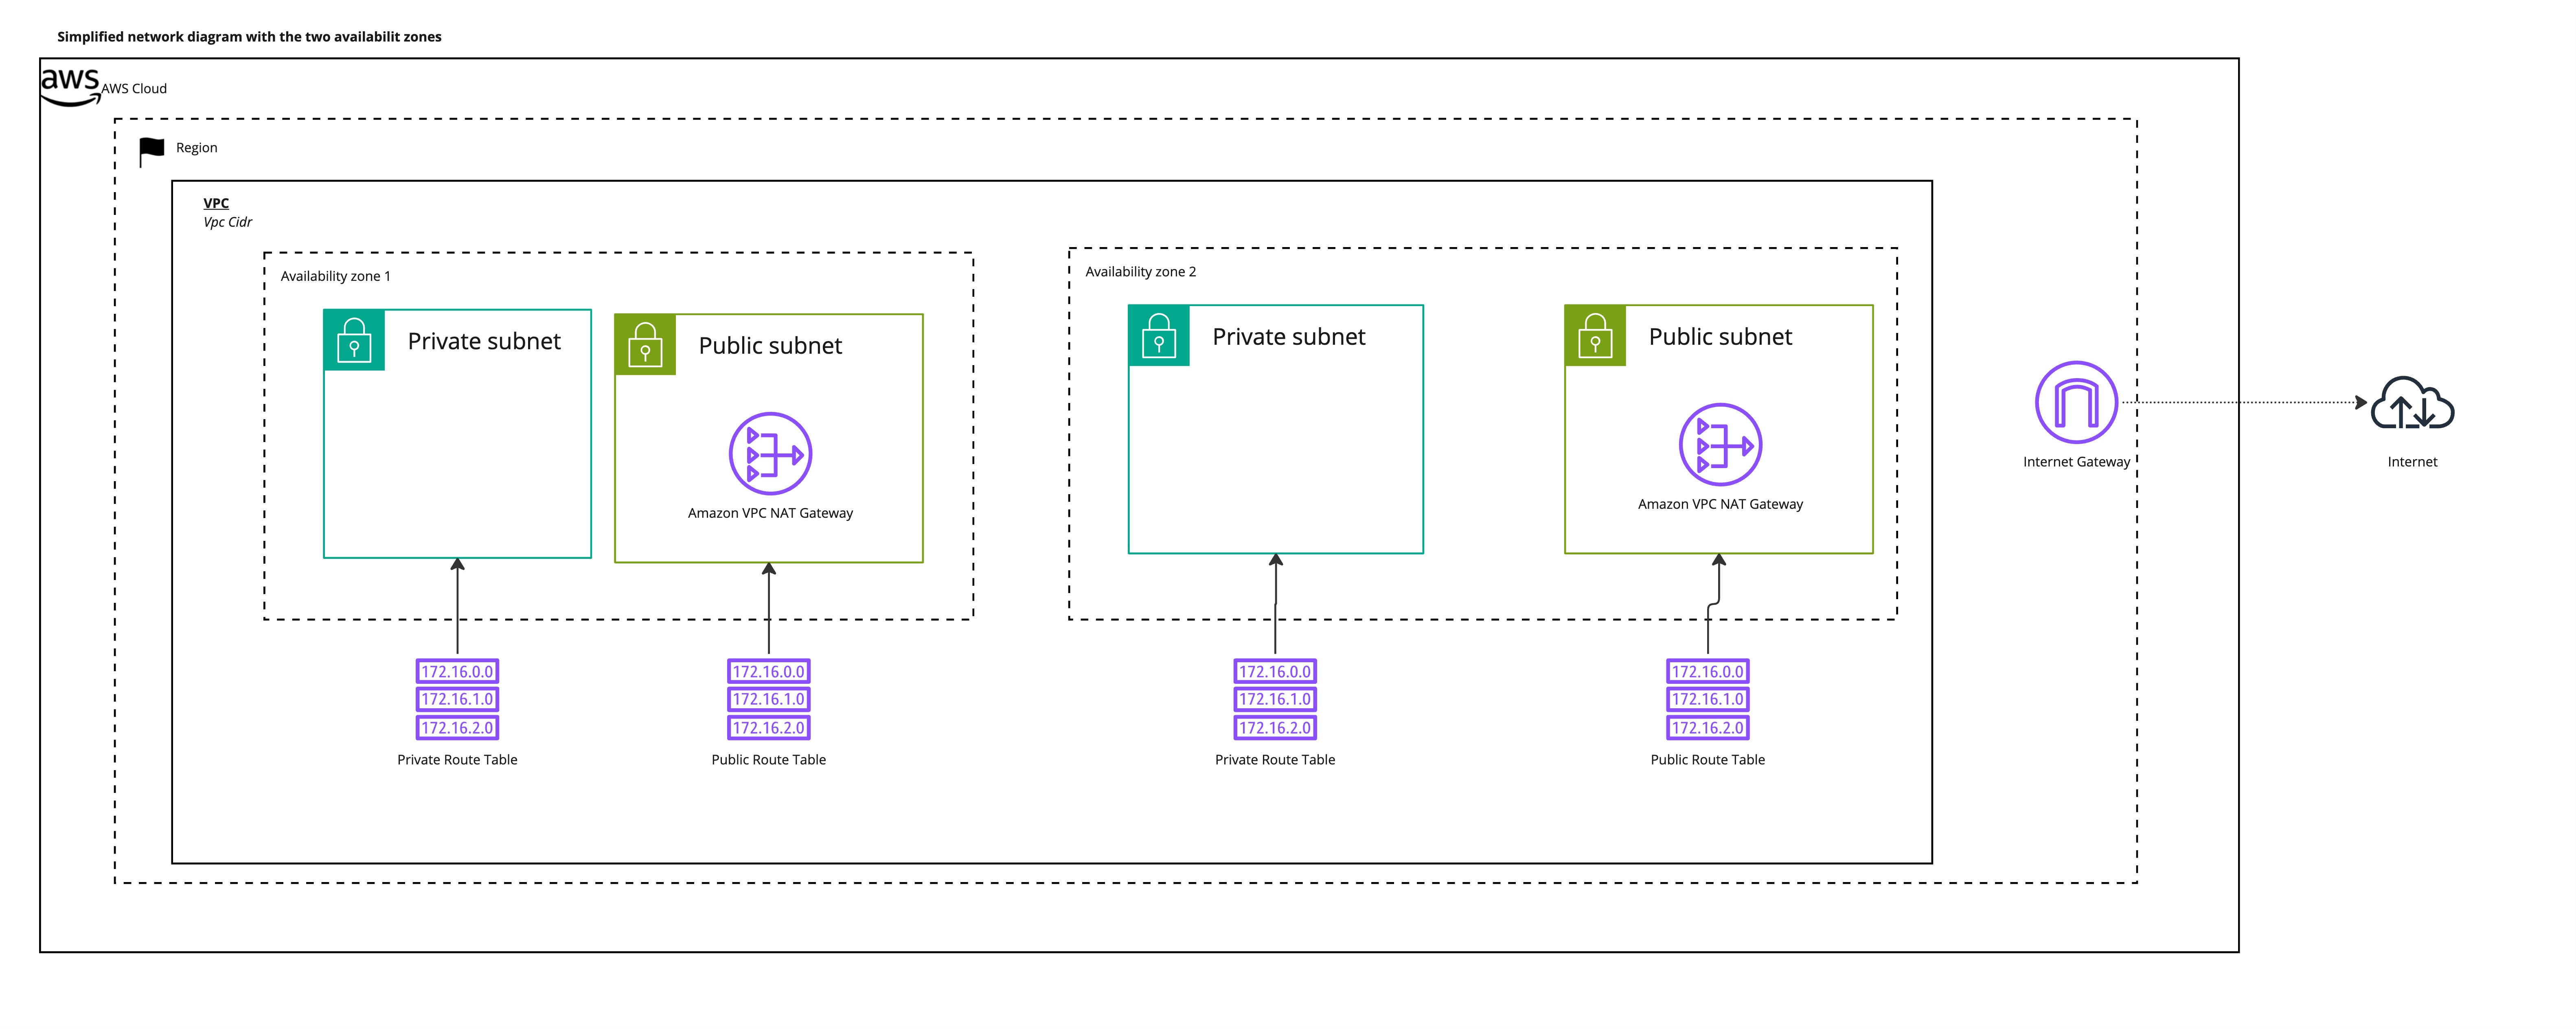 Simplified network diagram with the two availabilit zones
aws
AWS Cloud
Region
VPC
Vpc Cidr
Availability zone 1
Private subnet
Public subnet
Amazon VPC NAT Gateway
Availability zone 2
Private subnet
Public subnet
Amazon VPC NAT Gateway
Internet Gateway
Internet
172.16.0.0
172.16.1.0
172.16.2.0
Private Route Table
172.16.0.0
172.16.1.0
172.16.2.0
Public Route Table
172.16.0.0
172.16.1.0
172.16.2.0
Private Route Table
172.16.0.0
172.16.1.0
172.16.2.0
Public Route Table